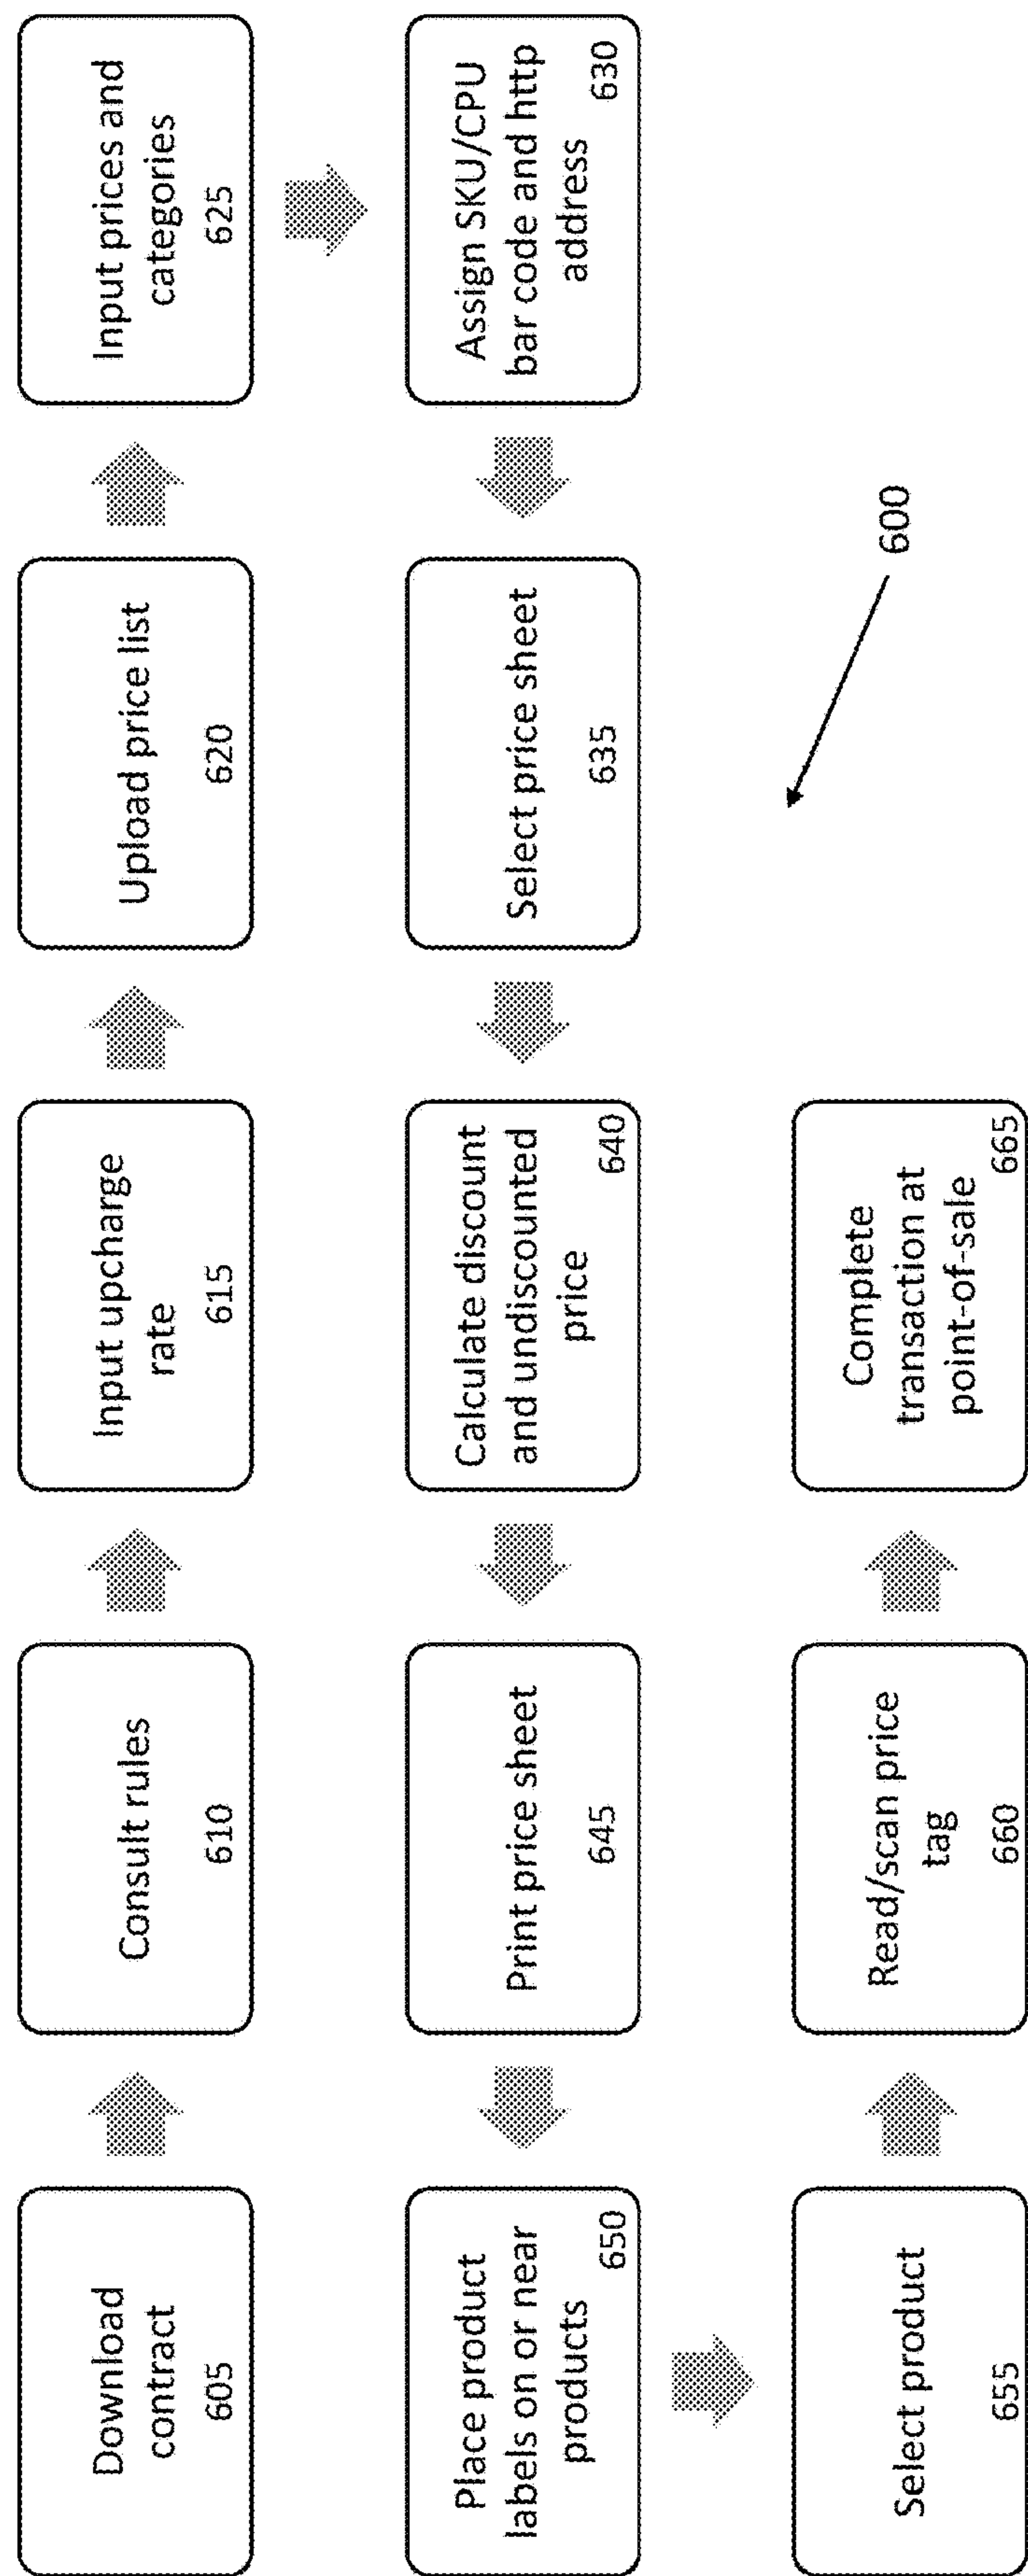 Download
contract
605
Consult rules
610
Input upcharge
rate
615
Upload price list
620
Input prices and
categories
625
Assign SKU/CPU
bar code and http
address
630
Select price sheet
635
Calculate discount
and undiscounted
price
640
Print price sheet
645
Place product
labels on or near
products
650
Select product
655
Read/scan price
tag
660
Complete
transaction at
point-of-sale
665
600